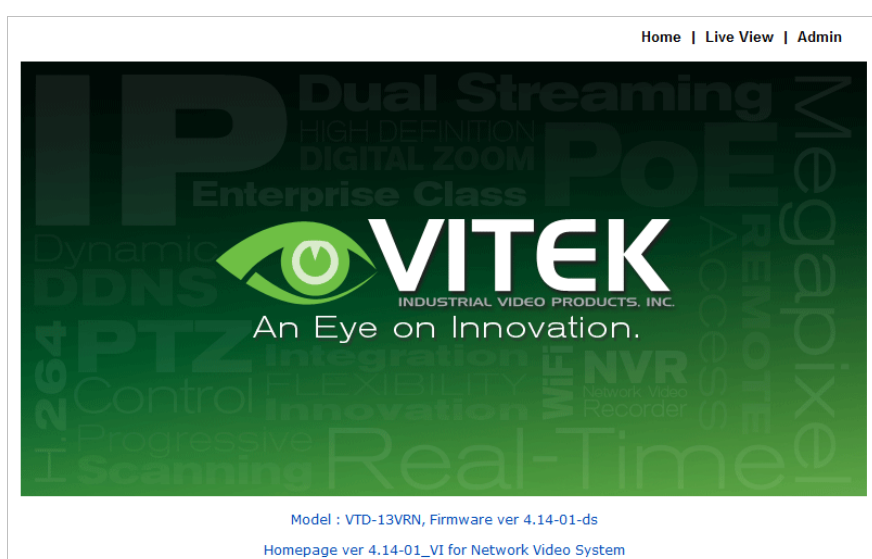 Home | Live View | Admin
IP
Dual Streaming
HIGH DEFINITION
DIGITAL ZOOM
PoE
Enterprise Class
Megapixel
Dynamic
DDNS
VITEK
INDUSTRIAL VIDEO PRODUCTS, INC.
An Eye on Innovation.
Access
REMOTE
H.264
PTZ
Control
Integration
FLEXIBILITY
Innovation
WiFi
NVR
Network Video
Recorder
Progressive
Scanning
Real-Time
Model : VTD-13VRN, Firmware ver 4.14-01-ds
Homepage ver 4.14-01_VI for Network Video System